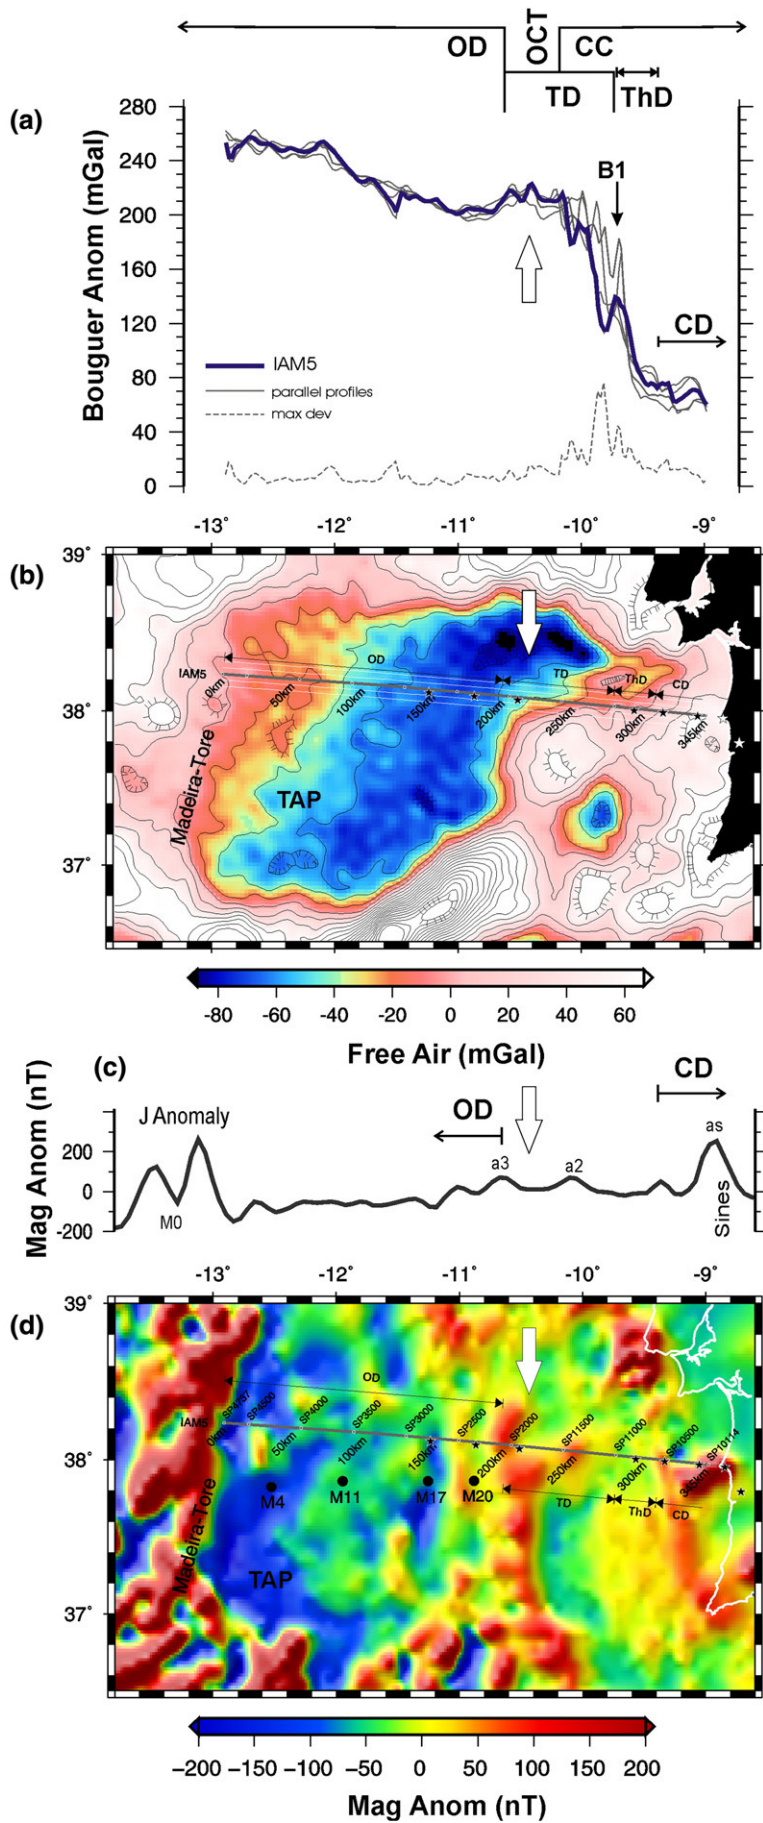 OD
OCT
CC
TD
ThD
(a)
Bouguer Anom (mGal)
280
240
200
160
120
80
40
0
B1
CD
IAM5
parallel profiles
max dev
-13° -12° -11° -10° -9°
(b)
39°
38°
37°
IAM5
OD
TD
ThD
CD
0km
50km
100km
150km
200km
250km
300km
345km
Madeira-Tore
TAP
-80 -60 -40 -20 0 20 40 60
Free Air (mGal)
(c)
Mag Anom (nT)
200
0
-200
J Anomaly
M0
OD
CD
a3
a2
as
Sines
-13° -12° -11° -10° -9°
(d)
39°
38°
37°
OD
IAM5
SP4737
SP4500
SP4000
SP3500
SP3000
SP2500
SP2000
SP11500
SP11000
SP10500
SP10114
0km
50km
100km
150km
200km
250km
300km
345km
M4
M11
M17
M20
TD
ThD
CD
Madeira-Tore
TAP
−200 −150 −100 −50 0 50 100 150 200
Mag Anom (nT)